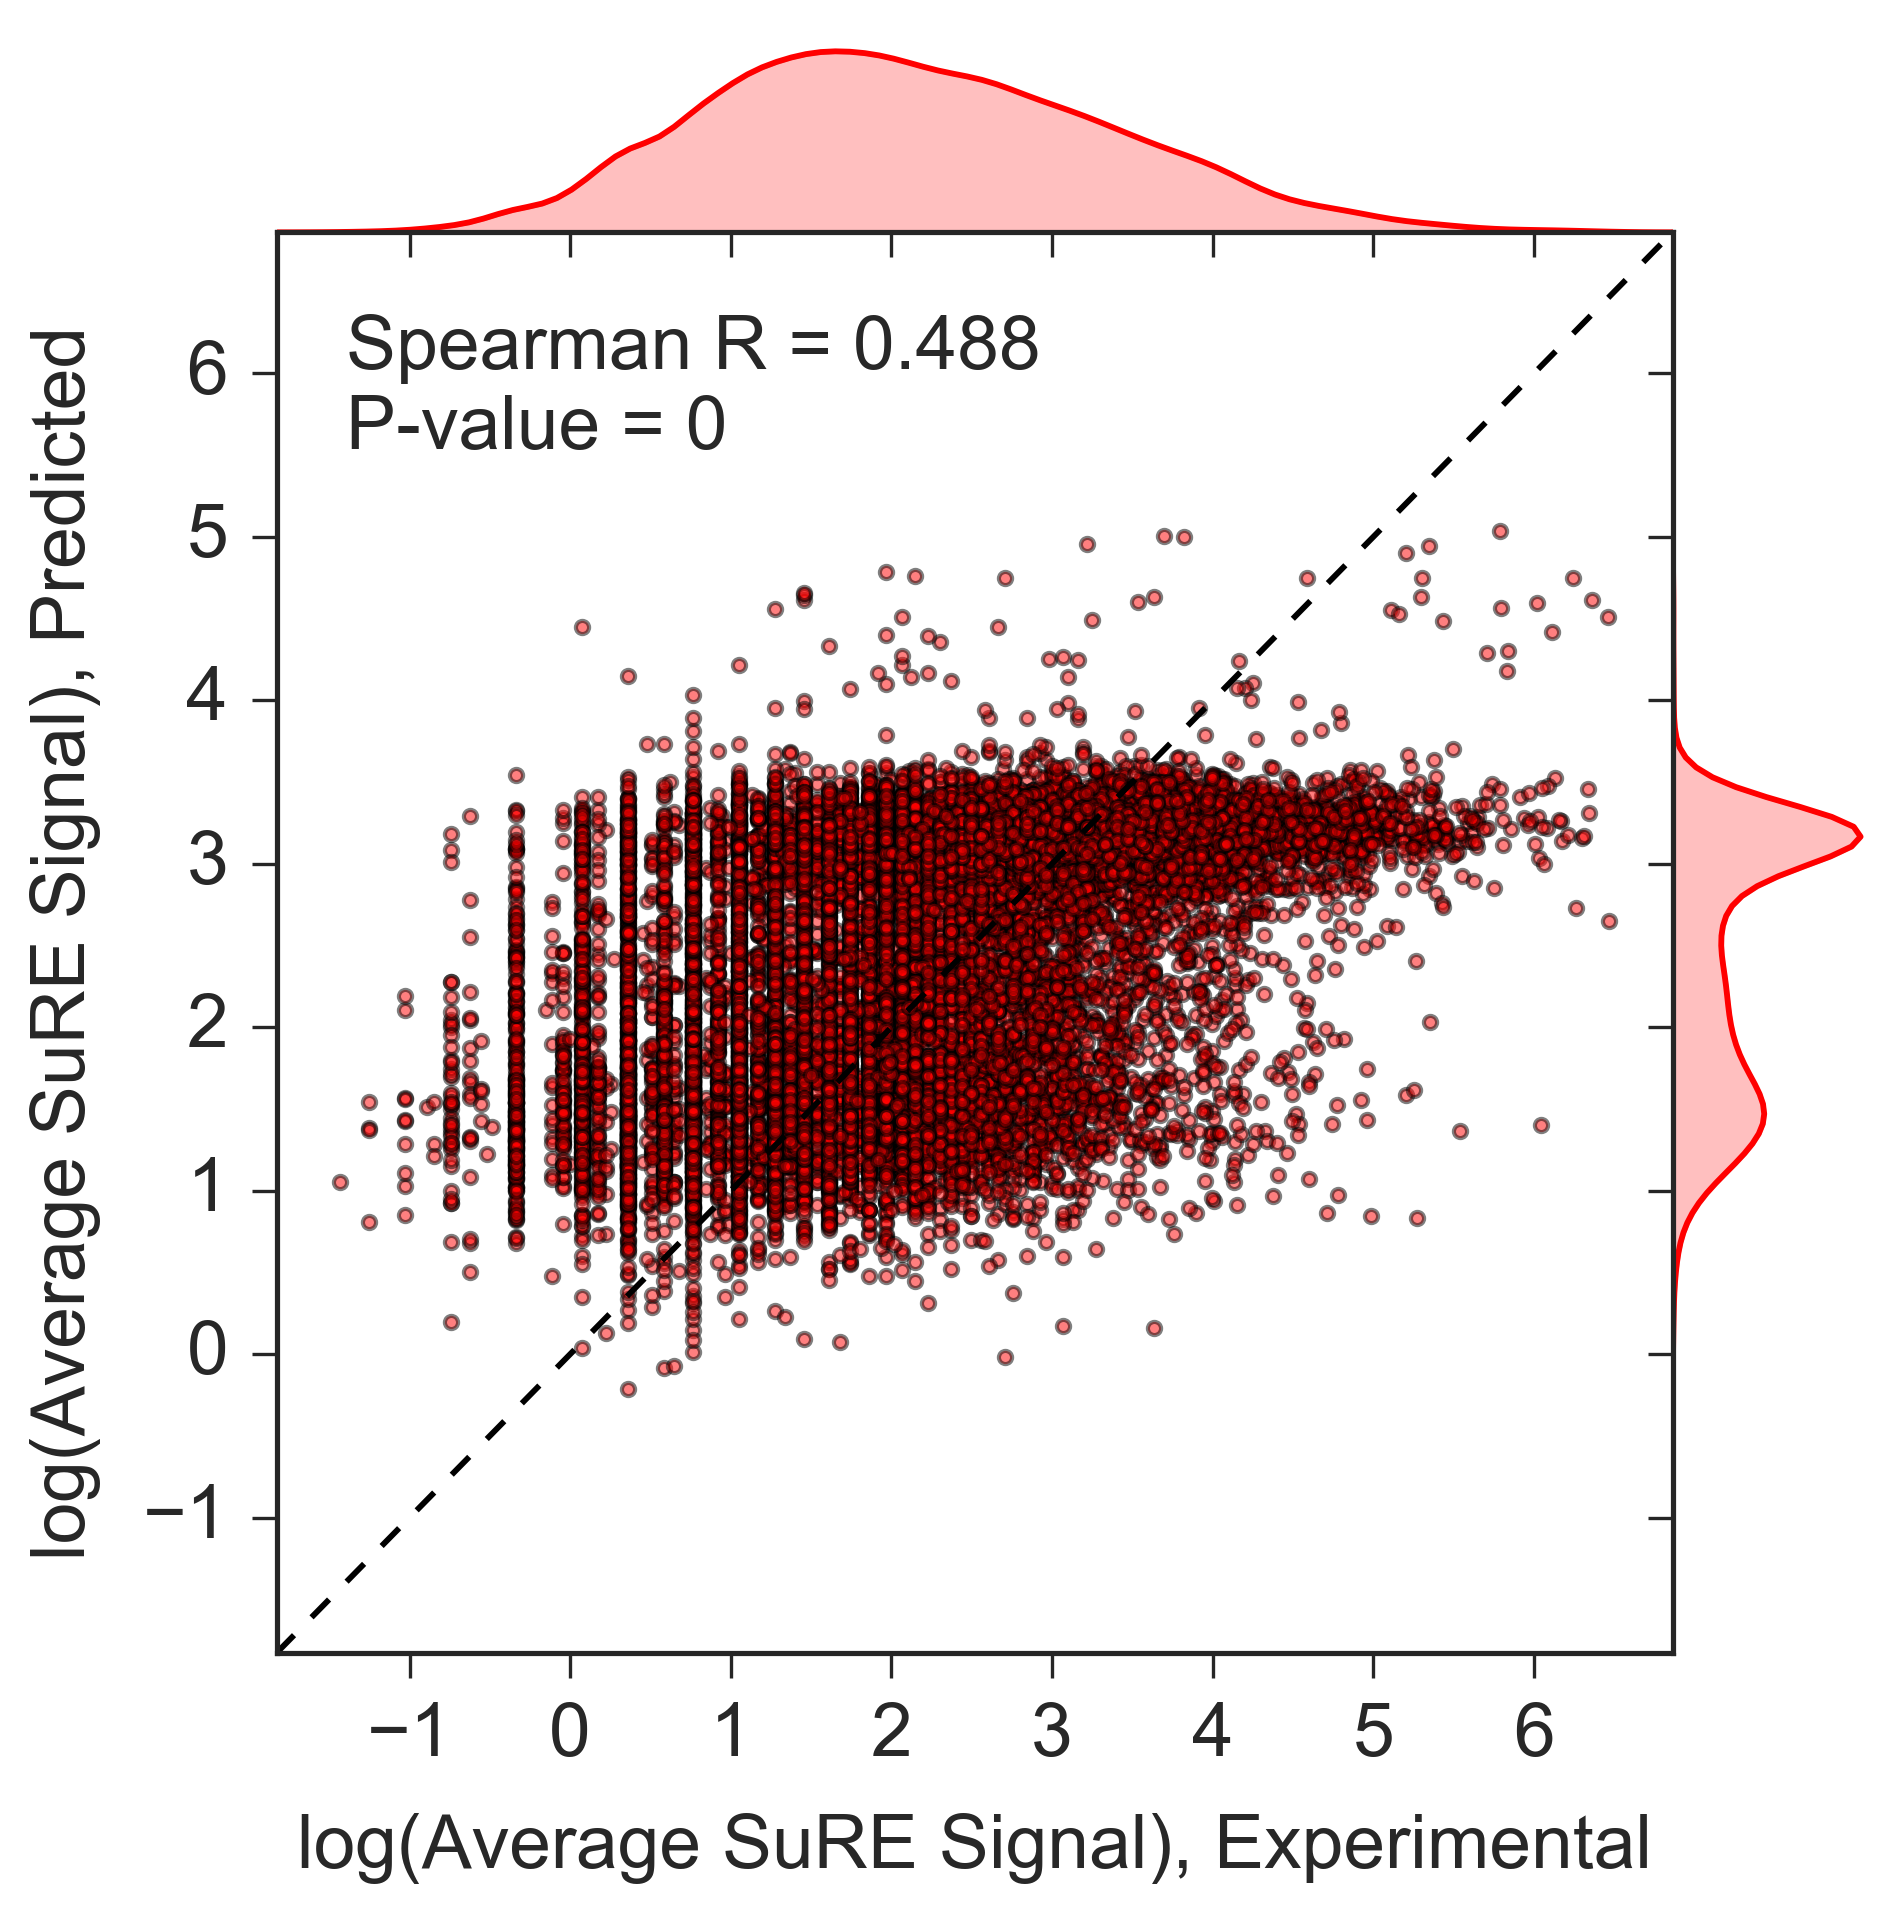 Spearman R = 0.488
P-value = 0
log(Average SuRE Signal), Predicted
6
5
4
3
2
1
0
−1
−1 0 1 2 3 4 5 6
log(Average SuRE Signal), Experimental